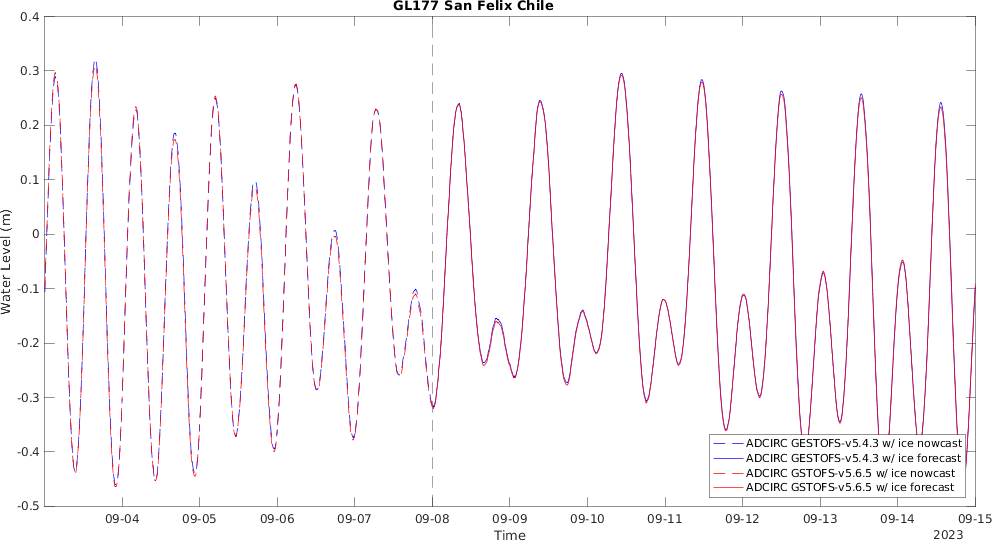 GL177 San Felix Chile
0.4
0.3
0.2
0.1
0
-0.1
-0.2
-0.3
-0.4
-0.5
Water Level (m)
ADCIRC GESTOFS-v5.4.3 w/ ice nowcast
ADCIRC GESTOFS-v5.4.3 w/ ice forecast
ADCIRC GSTOFS-v5.6.5 w/ ice nowcast
ADCIRC GSTOFS-v5.6.5 w/ ice forecast
09-04 09-05 09-06 09-07 09-08 09-09 09-10 09-11 09-12 09-13 09-14 09-15
Time
2023